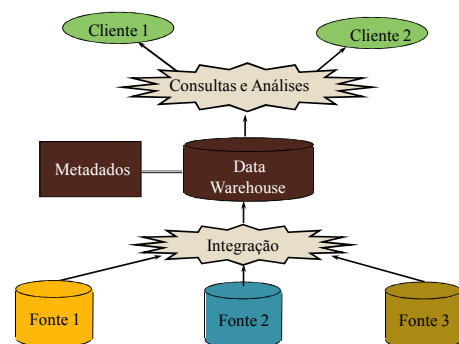 Cliente 1
Cliente 2
Consultas e Análises
Metadados
Data
Warehouse
Integração
Fonte 1
Fonte 2
Fonte 3